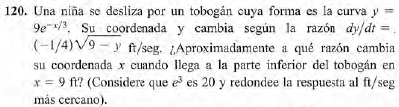 120. Una niña se desliza por un tobogán cuya forma es la curva y =
9e^{-x/3}. Su coordenada y cambia según la razón dy/dt =
(-1/4)√(9 - y) ft/seg. ¿Aproximadamente a qué razón cambia
su coordenada x cuando llega a la parte inferior del tobogán en
x = 9 ft? (Considere que e³ es 20 y redondee la respuesta al ft/seg
más cercano).